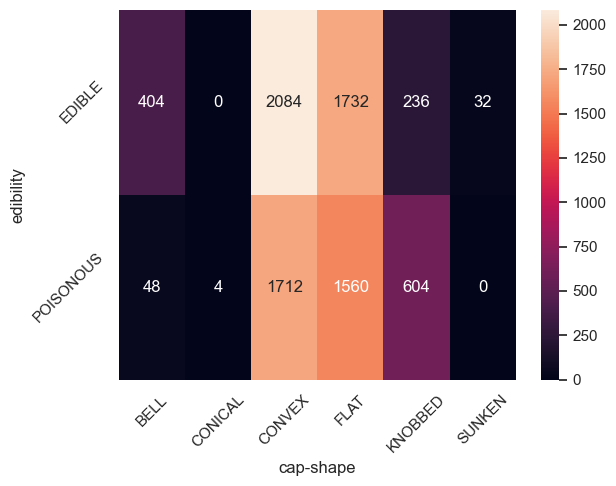 EDIBLE 404 0 2084 1732 236 32
POISONOUS 48 4 1712 1560 604 0
edibility
BELL CONICAL CONVEX FLAT KNOBBED SUNKEN
cap-shape
2000
1750
1500
1250
1000
750
500
250
0